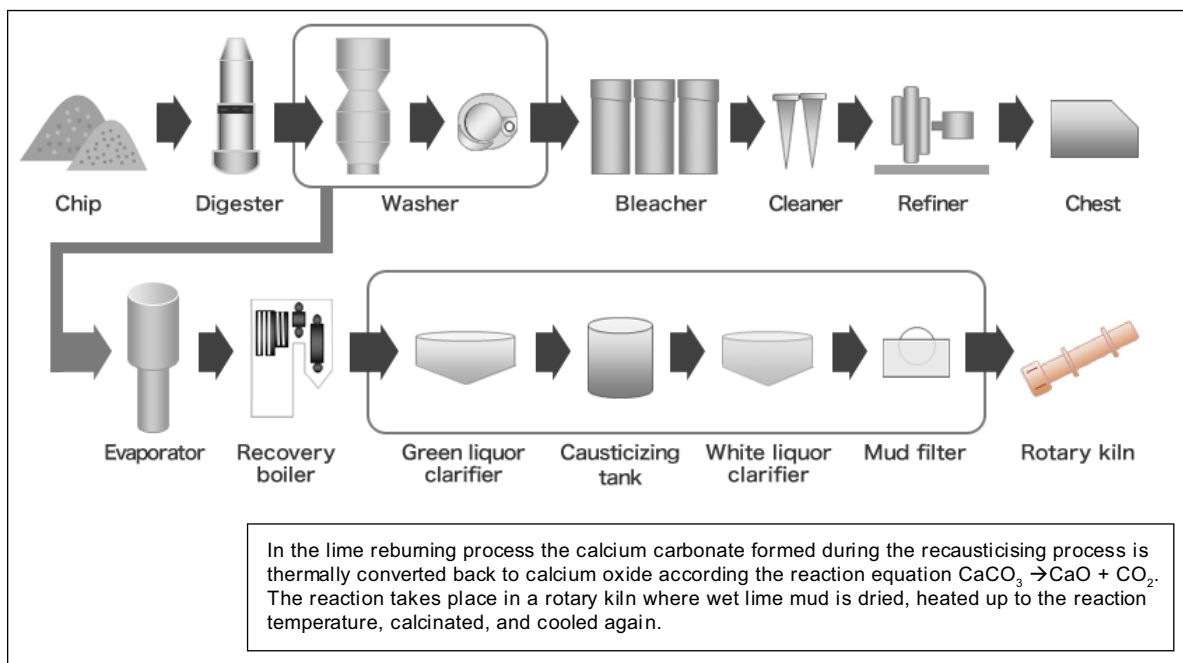 Chip Digester Washer Bleacher Cleaner Refiner Chest
Evaporator Recovery boiler Green liquor clarifier Causticizing tank White liquor clarifier Mud filter Rotary kiln
In the lime reburning process the calcium carbonate formed during the recausticising process is
thermally converted back to calcium oxide according the reaction equation CaCO₃ →CaO + CO₂.
The reaction takes place in a rotary kiln where wet lime mud is dried, heated up to the reaction
temperature, calcinated, and cooled again.